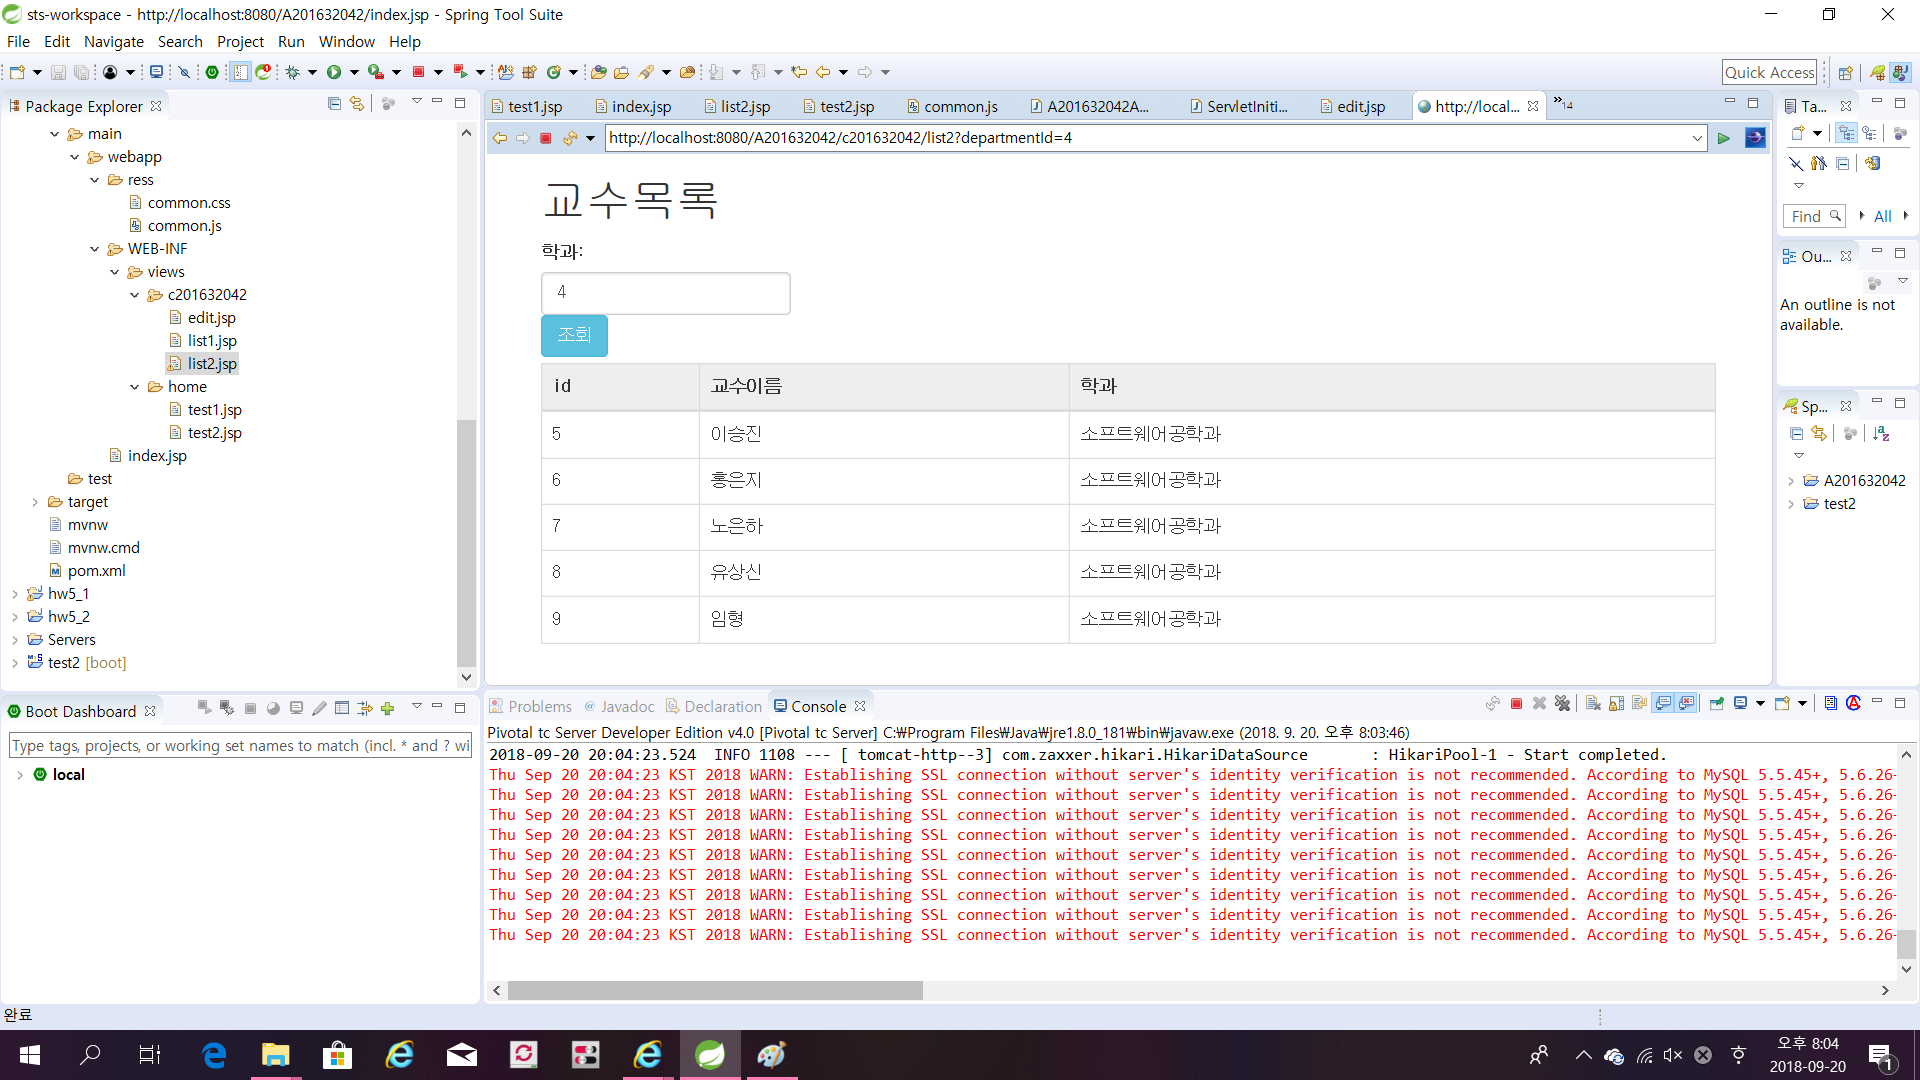 sts-workspace - http://localhost:8080/A201632042/index.jsp - Spring Tool Suite
File Edit Navigate Search Project Run Window Help
Quick Access
Package Explorer
main
webapp
ress
common.css
common.js
WEB-INF
views
c201632042
edit.jsp
list1.jsp
list2.jsp
home
test1.jsp
test2.jsp
index.jsp
test
target
mvnw
mvnw.cmd
pom.xml
hw5_1
hw5_2
Servers
test2 [boot]
Boot Dashboard
Type tags, projects, or working set names to match (incl. * and ? wi
local
test1.jsp index.jsp list2.jsp test2.jsp common.js A201632042A... ServletIniti... edit.jsp http://local... »14
http://localhost:8080/A201632042/c201632042/list2?departmentId=4
교수목록
학과:
4
조회
id 교수이름 학과
5 이승진 소프트웨어공학과
6 홍은지 소프트웨어공학과
7 노은하 소프트웨어공학과
8 유상신 소프트웨어공학과
9 임형 소프트웨어공학과
Ta...
Find All
Ou...
An outline is not
available.
Sp...
A201632042
test2
Problems @ Javadoc Declaration Console
Pivotal tc Server Developer Edition v4.0 [Pivotal tc Server] C:₩Program Files₩Java₩jre1.8.0_181₩bin₩javaw.exe (2018. 9. 20. 오후 8:03:46)
2018-09-20 20:04:23.524 INFO 1108 --- [ tomcat-http--3] com.zaxxer.hikari.HikariDataSource : HikariPool-1 - Start completed.
Thu Sep 20 20:04:23 KST 2018 WARN: Establishing SSL connection without server's identity verification is not recommended. According to MySQL 5.5.45+, 5.6.26+
Thu Sep 20 20:04:23 KST 2018 WARN: Establishing SSL connection without server's identity verification is not recommended. According to MySQL 5.5.45+, 5.6.26+
Thu Sep 20 20:04:23 KST 2018 WARN: Establishing SSL connection without server's identity verification is not recommended. According to MySQL 5.5.45+, 5.6.26+
Thu Sep 20 20:04:23 KST 2018 WARN: Establishing SSL connection without server's identity verification is not recommended. According to MySQL 5.5.45+, 5.6.26+
Thu Sep 20 20:04:23 KST 2018 WARN: Establishing SSL connection without server's identity verification is not recommended. According to MySQL 5.5.45+, 5.6.26+
Thu Sep 20 20:04:23 KST 2018 WARN: Establishing SSL connection without server's identity verification is not recommended. According to MySQL 5.5.45+, 5.6.26+
Thu Sep 20 20:04:23 KST 2018 WARN: Establishing SSL connection without server's identity verification is not recommended. According to MySQL 5.5.45+, 5.6.26+
Thu Sep 20 20:04:23 KST 2018 WARN: Establishing SSL connection without server's identity verification is not recommended. According to MySQL 5.5.45+, 5.6.26+
Thu Sep 20 20:04:23 KST 2018 WARN: Establishing SSL connection without server's identity verification is not recommended. According to MySQL 5.5.45+, 5.6.26+
완료
오후 8:04
2018-09-20
1